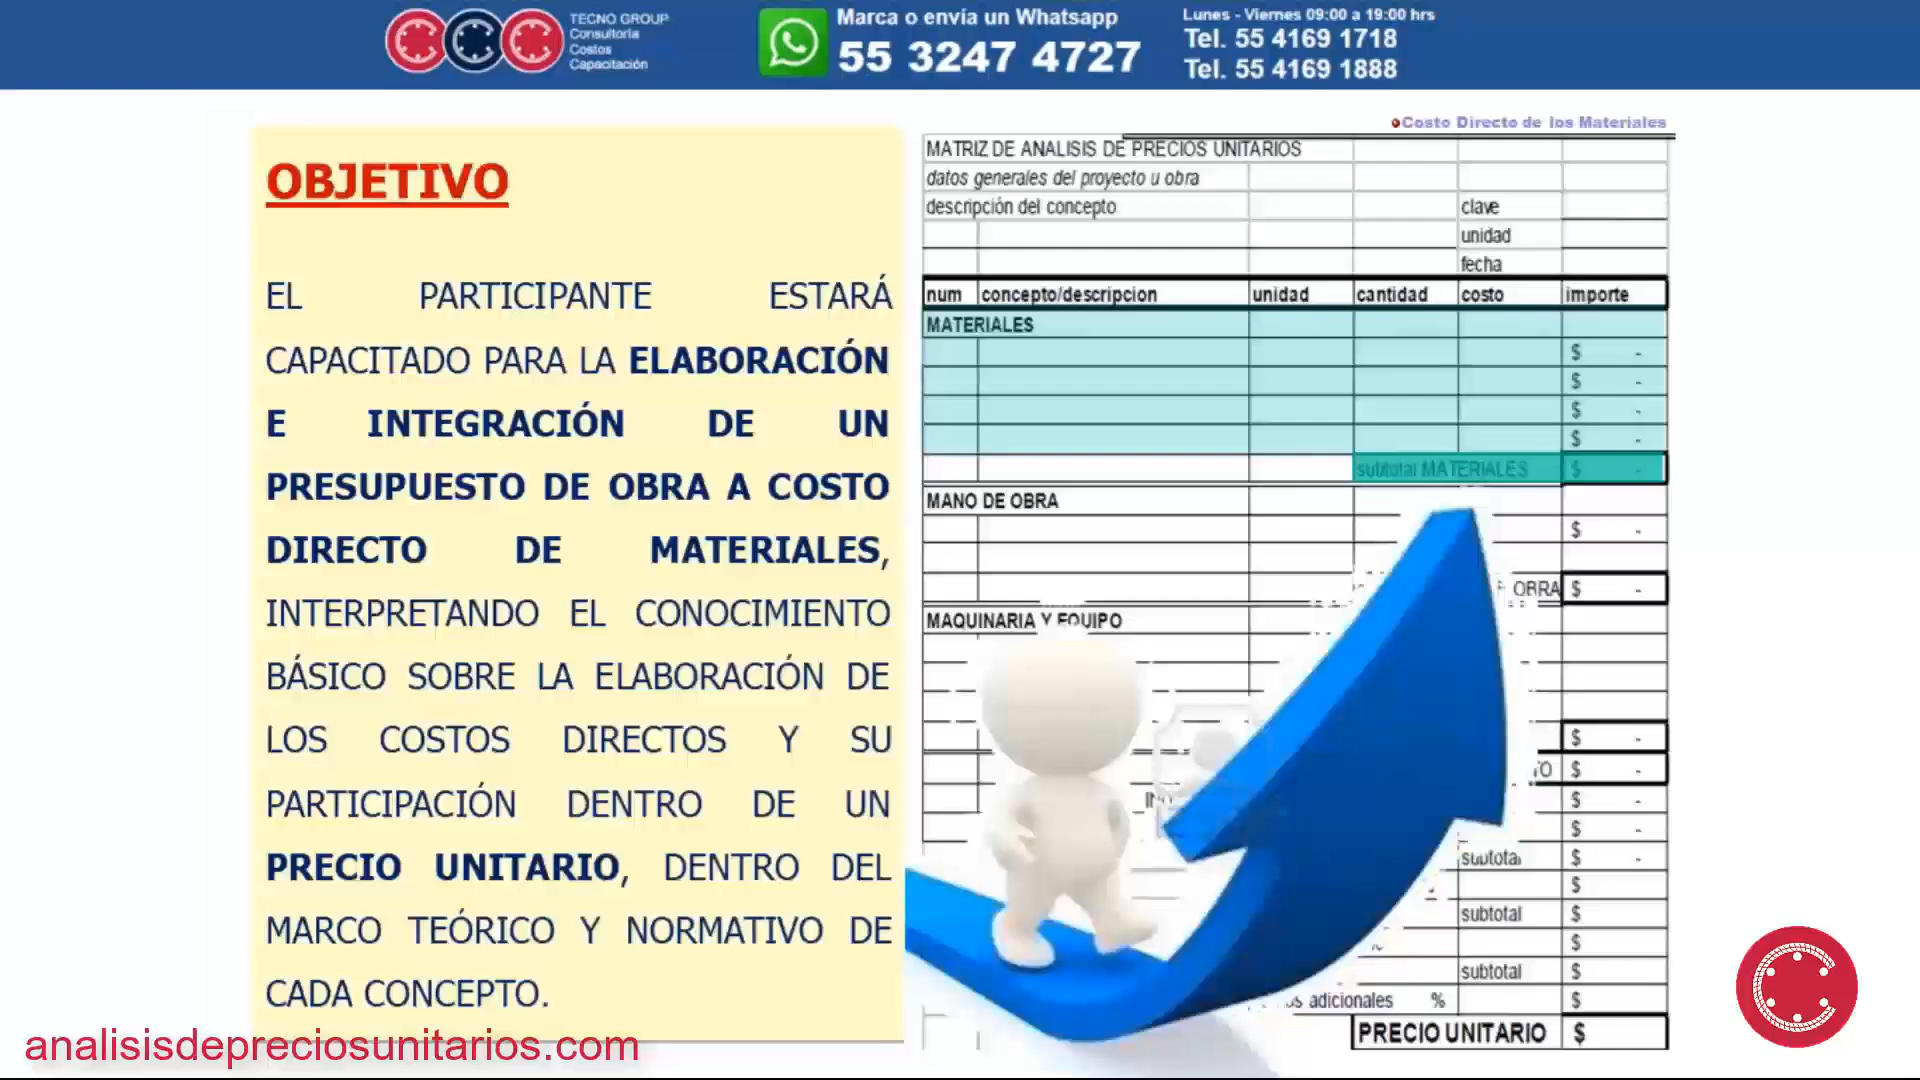 TECNO GROUP
Consultoría
Costos
Capacitación
Marca o envía un Whatsapp
55 3247 4727
Lunes - Viernes 09:00 a 19:00 hrs
Tel. 55 4169 1718
Tel. 55 4169 1888
OBJETIVO
EL PARTICIPANTE ESTARÁ
CAPACITADO PARA LA ELABORACIÓN
E INTEGRACIÓN DE UN
PRESUPUESTO DE OBRA A COSTO
DIRECTO DE MATERIALES,
INTERPRETANDO EL CONOCIMIENTO
BÁSICO SOBRE LA ELABORACIÓN DE
LOS COSTOS DIRECTOS Y SU
PARTICIPACIÓN DENTRO DE UN
PRECIO UNITARIO, DENTRO DEL
MARCO TEÓRICO Y NORMATIVO DE
CADA CONCEPTO.
Costo Directo de los Materiales
MATRIZ DE ANALISIS DE PRECIOS UNITARIOS
datos generales del proyecto u obra
descripción del concepto clave
unidad
fecha
num concepto/descripcion unidad cantidad costo importe
MATERIALES
$ -
$ -
$ -
$ -
subtotal MATERIALES $ -
MANO DE OBRA
$ -
OBRA $ -
MAQUINARIA Y EQUIPO
$ -
$ -
$ -
$ -
subtotal $ -
$
subtotal $
$
subtotal $
adicionales % $
PRECIO UNITARIO $
analisisdepreciosunitarios.com